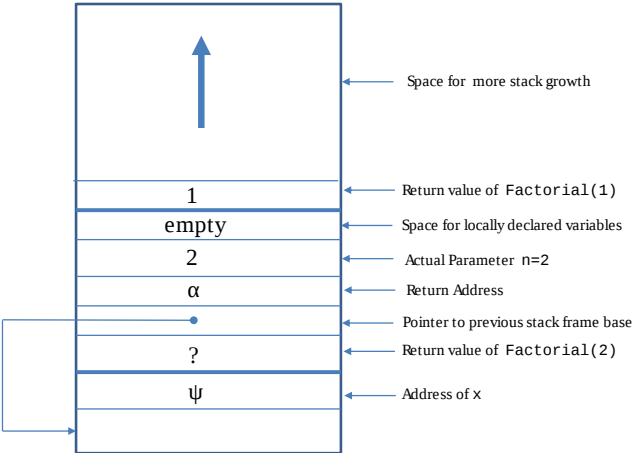 Space for more stack growth
1 Return value of Factorial(1)
empty Space for locally declared variables
2 Actual Parameter n=2
α Return Address
Pointer to previous stack frame base
? Return value of Factorial(2)
ψ Address of x